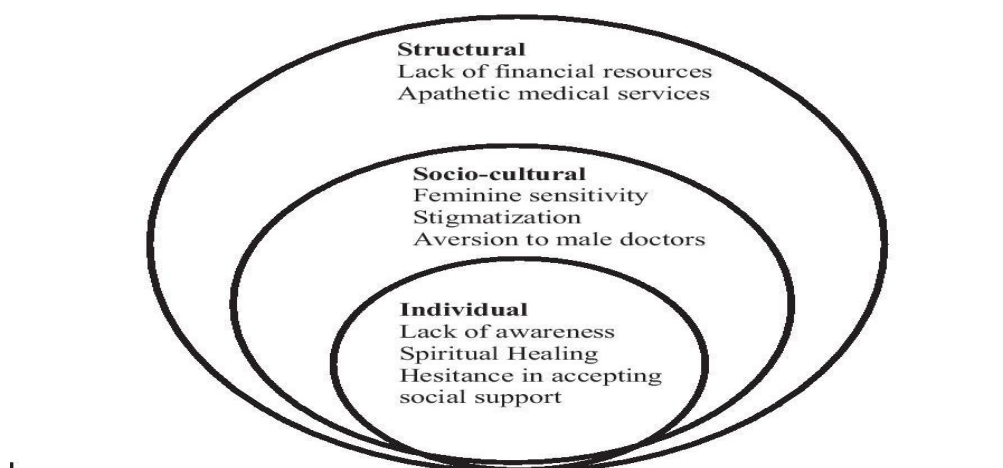 Structural
Lack of financial resources
Apathetic medical services
Socio-cultural
Feminine sensitivity
Stigmatization
Aversion to male doctors
Individual
Lack of awareness
Spiritual Healing
Hesitance in accepting
social support